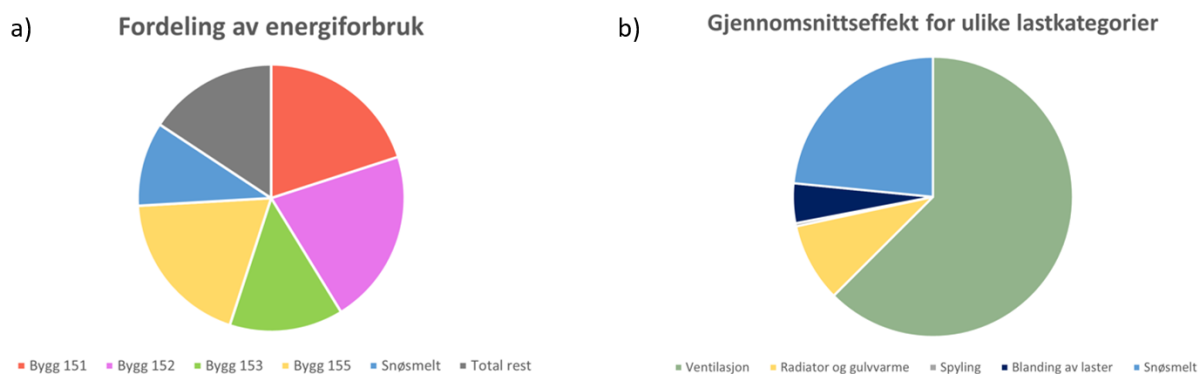 a)
Fordeling av energiforbruk
Bygg 151 Bygg 152 Bygg 153 Bygg 155 Snøsmelt Total rest
b)
Gjennomsnittseffekt for ulike lastkategorier
Ventilasjon Radiator og gulvvarme Spyling Blanding av laster Snøsmelt